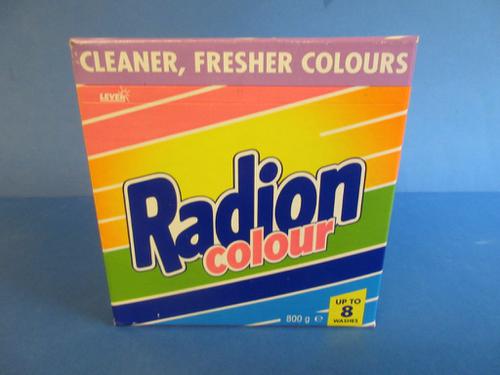 CLEANER, FRESHER COLOURS
LEVER
Radion
colour
UP TO
8
WASHES
800 g ℮